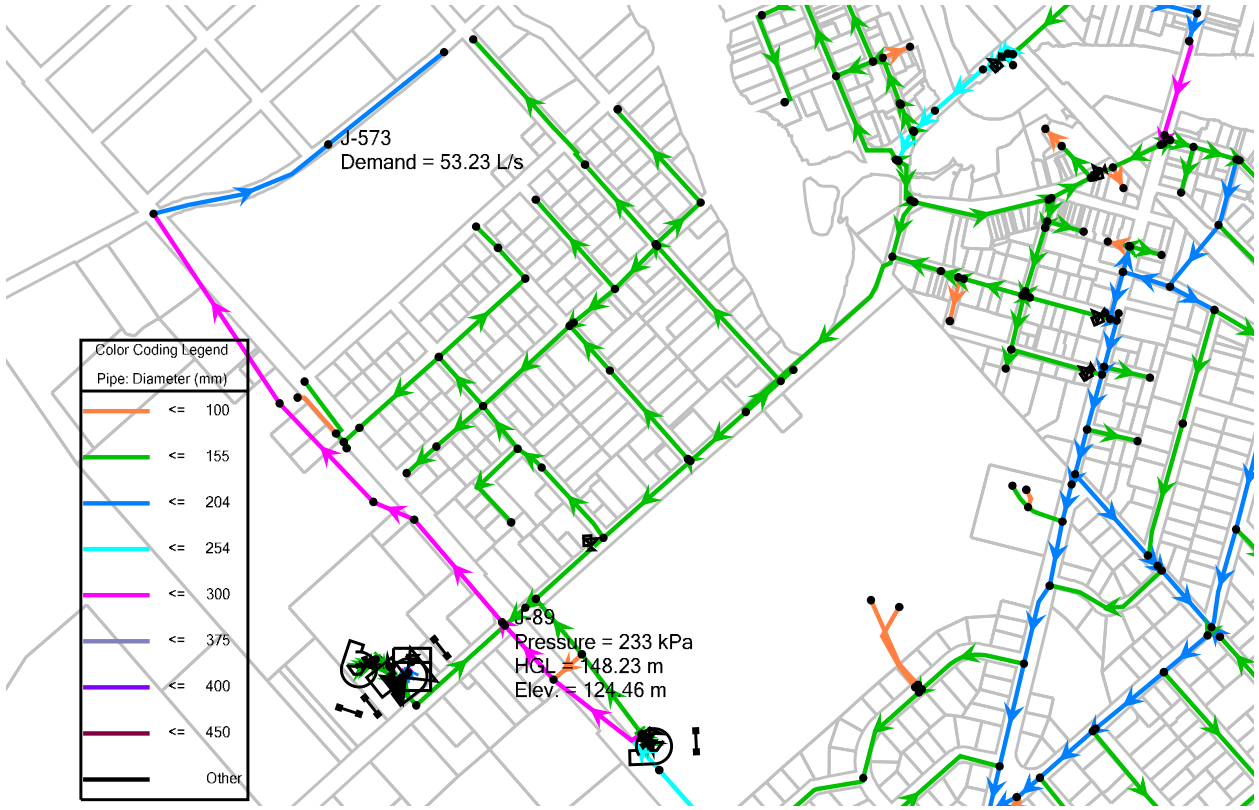 J-573
Demand = 53.23 L/s
Color Coding Legend
Pipe: Diameter (mm)
<= 100
<= 155
<= 204
<= 254
<= 300
<= 375
<= 400
<= 450
Other
J-89
Pressure = 233 kPa
HGL = 148.23 m
Elev. = 124.46 m